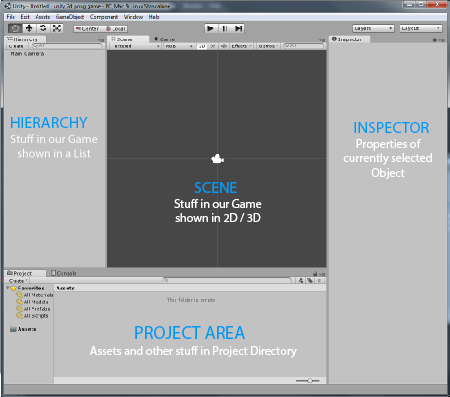 Unity - Untitled - unity 2d pong game - PC, Mac & Linux Standalone
File Edit Assets GameObject Component Window Help
Center Local Layers Layout
Hierarchy Scene Game Inspector
Create Textured RGB 2D Effects Gizmos
Main Camera
HIERARCHY
Stuff in our Game
shown in a List
SCENE
Stuff in our Game
shown in 2D / 3D
INSPECTOR
Properties of
currently selected
Object
Project Console
Create
Favorites Assets
All Materials This folder is empty
All Models
All Prefabs
All Scripts
Assets
PROJECT AREA
Assets and other stuff in Project Directory